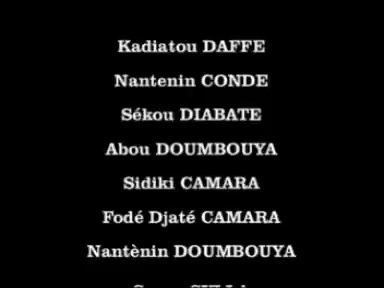 Kadiatou DAFFE
Nantenin CONDE
Sékou DIABATE
Abou DOUMBOUYA
Sidiki CAMARA
Fodé Djaté CAMARA
Nantènin DOUMBOUYA